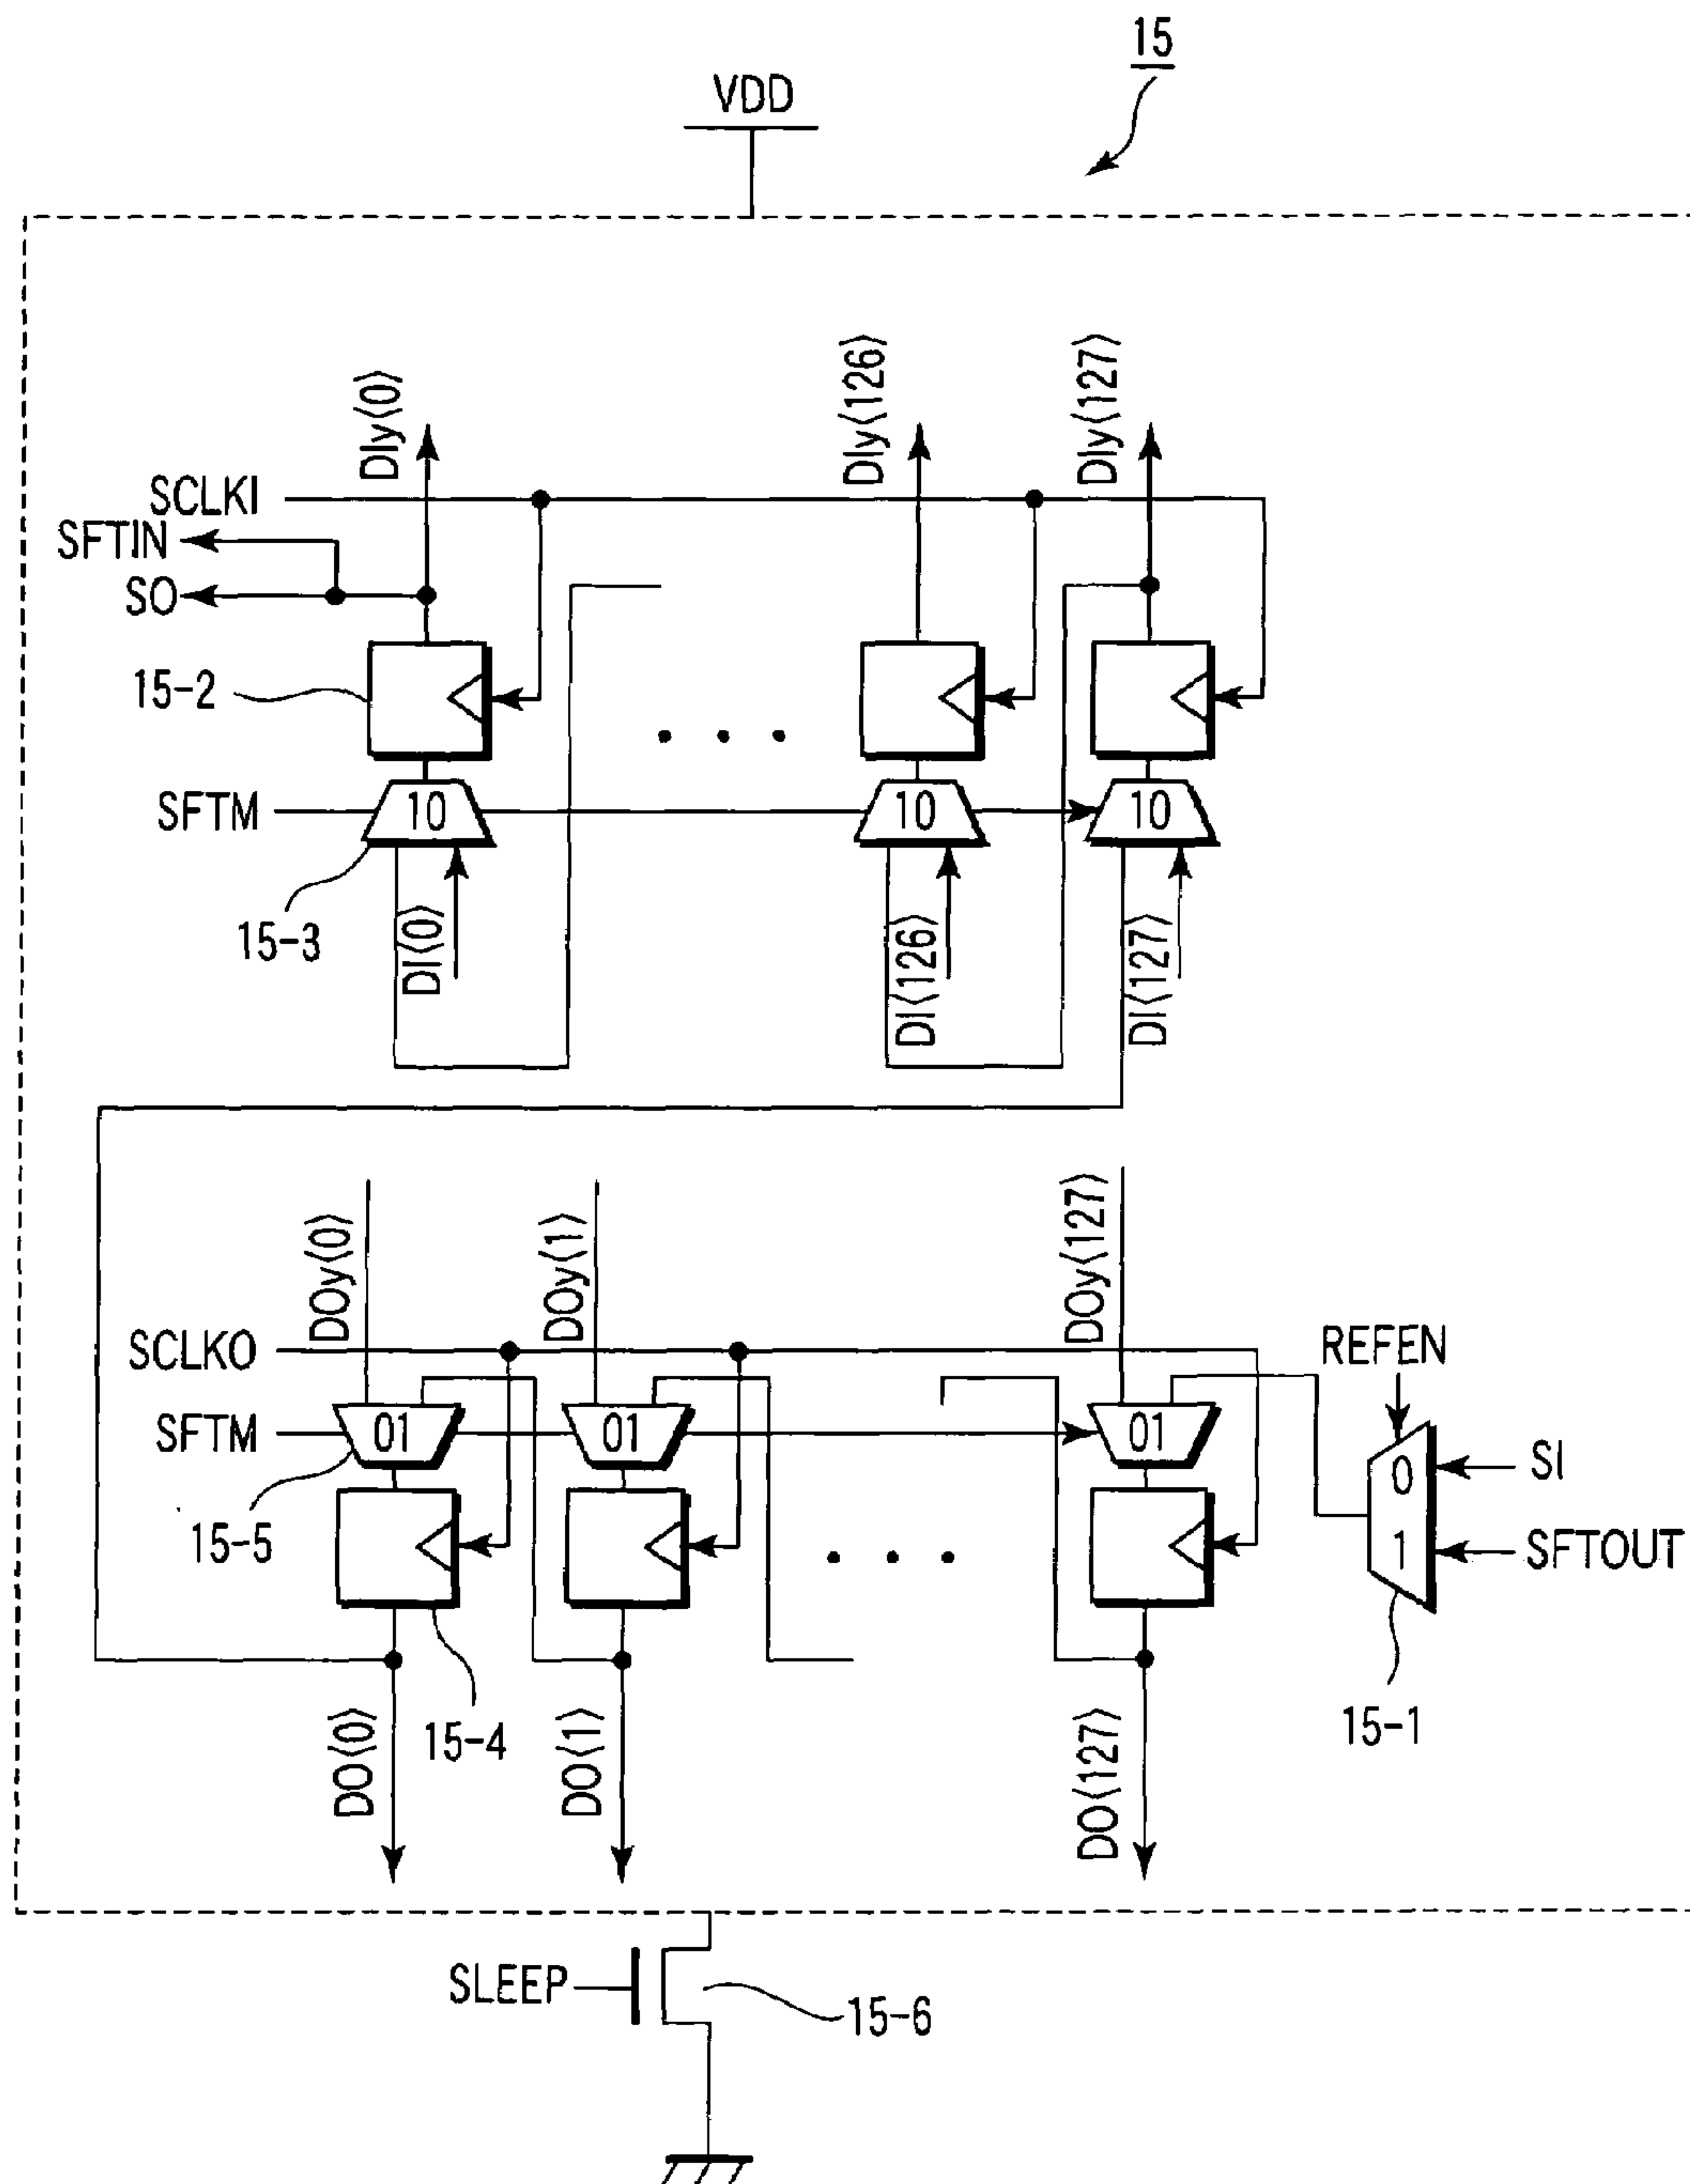 15
VDD
DIy⟨0⟩
DIy⟨126⟩
DIy⟨127⟩
SCLKI
SFTIN
SO
15-2
SFTM
10
10
10
15-3
DI⟨0⟩
DI⟨126⟩
DI⟨127⟩
DOy⟨0⟩
DOy⟨1⟩
DOy⟨127⟩
SCLKO
REFEN
SFTM
01
01
01
0
SI
15-5
1
SFTOUT
DO⟨0⟩
15-4
DO⟨1⟩
DO⟨127⟩
15-1
SLEEP
15-6